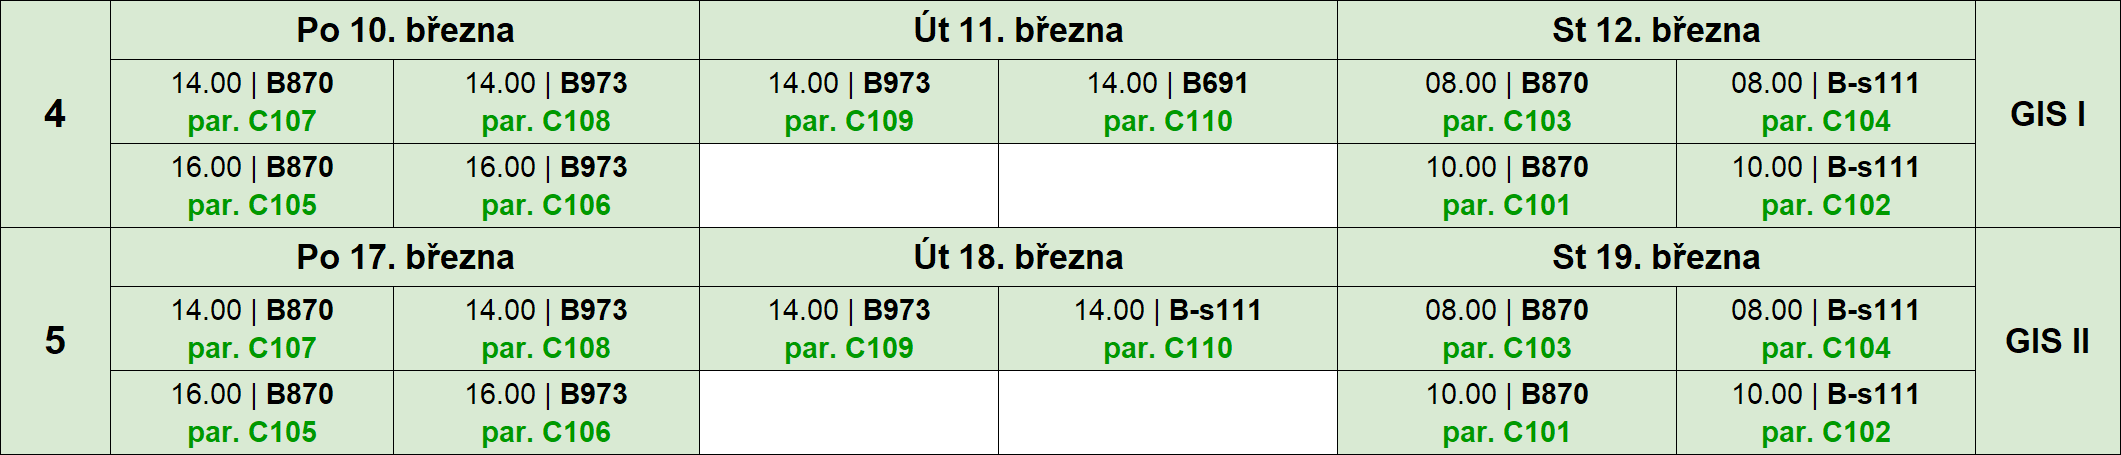 4
Po 10. března
Út 11. března
St 12. března
GIS I
14.00 | B870
par. C107
14.00 | B973
par. C108
14.00 | B973
par. C109
14.00 | B691
par. C110
08.00 | B870
par. C103
08.00 | B-s111
par. C104
16.00 | B870
par. C105
16.00 | B973
par. C106
10.00 | B870
par. C101
10.00 | B-s111
par. C102
5
Po 17. března
Út 18. března
St 19. března
GIS II
14.00 | B870
par. C107
14.00 | B973
par. C108
14.00 | B973
par. C109
14.00 | B-s111
par. C110
08.00 | B870
par. C103
08.00 | B-s111
par. C104
16.00 | B870
par. C105
16.00 | B973
par. C106
10.00 | B870
par. C101
10.00 | B-s111
par. C102